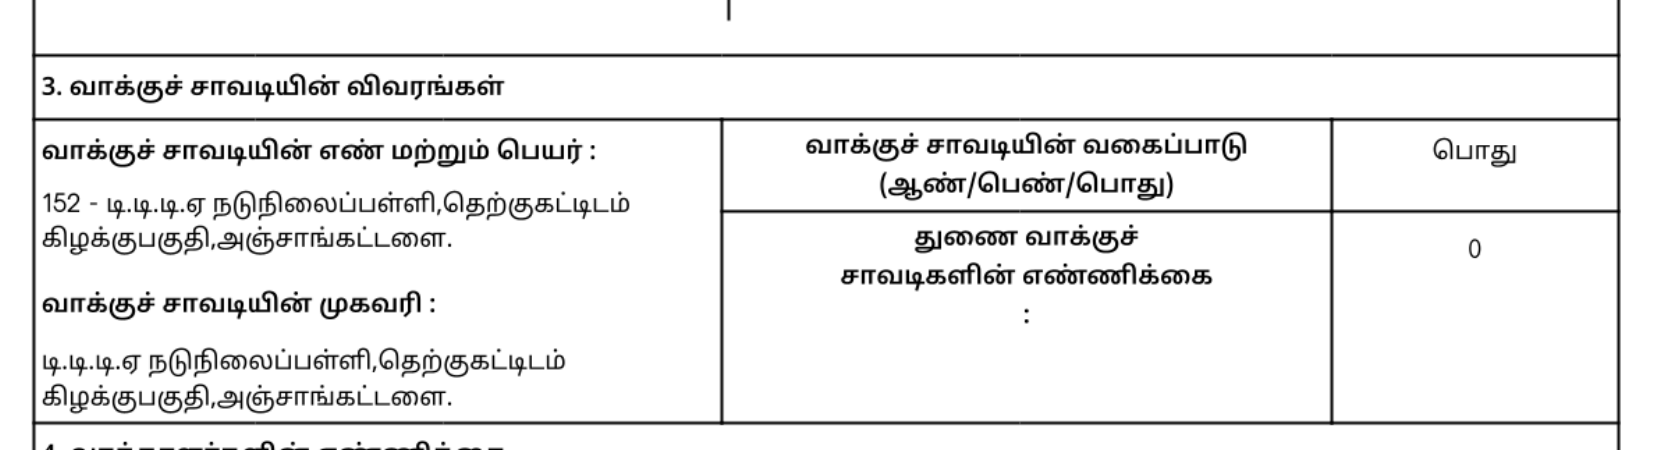 3. வாக்குச் சாவடியின் விவரங்கள்
வாக்குச் சாவடியின் எண் மற்றும் பெயர் :
152 - டி.டி.டி.ஏ நடுநிலைப்பள்ளி,தெற்குகட்டிடம்
கிழக்குபகுதி,அஞ்சாங்கட்டளை.
வாக்குச் சாவடியின் முகவரி :
டி.டி.டி.ஏ நடுநிலைப்பள்ளி,தெற்குகட்டிடம்
கிழக்குபகுதி,அஞ்சாங்கட்டளை.
வாக்குச் சாவடியின் வகைப்பாடு
(ஆண்/பெண்/பொது)
பொது
துணை வாக்குச்
சாவடிகளின் எண்ணிக்கை
:
0